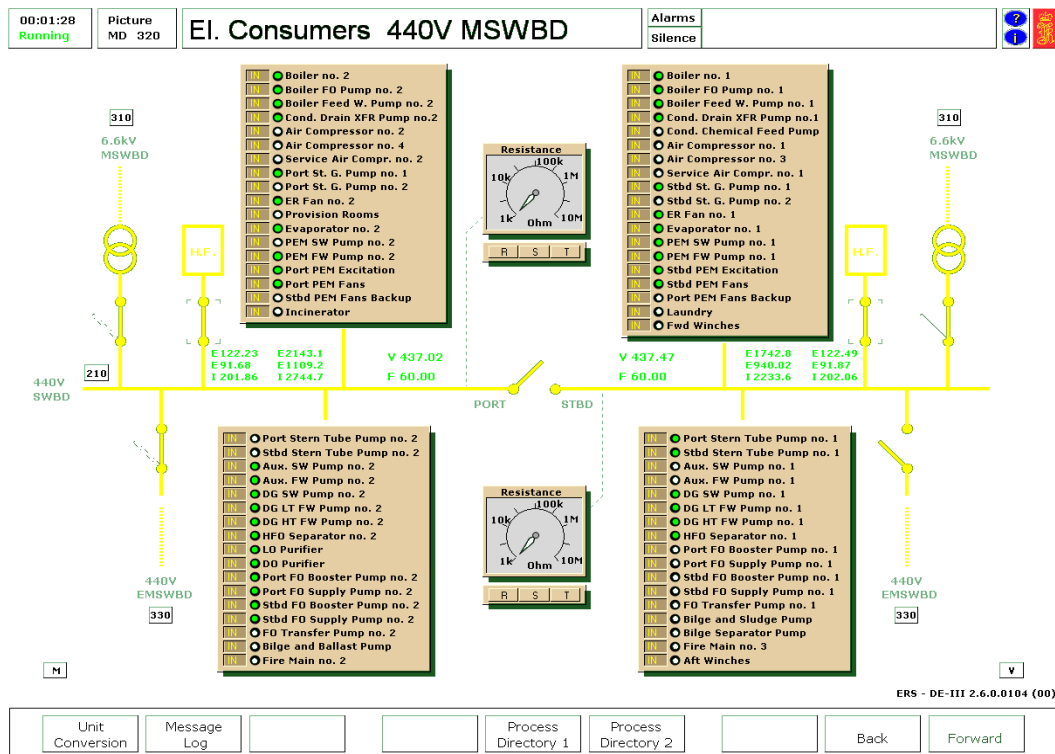 00:01:28
Running
Picture
MD 320
El. Consumers 440V MSWBD
Alarms
Silence
?
i
IN Boiler no. 2
IN Boiler FO Pump no. 2
IN Boiler Feed W. Pump no. 2
IN Cond. Drain XFR Pump no.2
IN Air Compressor no. 2
IN Air Compressor no. 4
IN Service Air Compr. no. 2
IN Port St. G. Pump no. 1
IN Port St. G. Pump no. 2
IN ER Fan no. 2
IN Provision Rooms
IN Evaporator no. 2
IN PEM SW Pump no. 2
IN PEM FW Pump no. 2
IN Port PEM Excitation
IN Port PEM Fans
IN Stbd PEM Fans Backup
IN Incinerator
IN Boiler no. 1
IN Boiler FO Pump no. 1
IN Boiler Feed W. Pump no. 1
IN Cond. Drain XFR Pump no.1
IN Cond. Chemical Feed Pump
IN Air Compressor no. 1
IN Air Compressor no. 3
IN Service Air Compr. no. 1
IN Stbd St. G. Pump no. 1
IN Stbd St. G. Pump no. 2
IN ER Fan no. 1
IN Evaporator no. 1
IN PEM SW Pump no. 1
IN PEM FW Pump no. 1
IN Stbd PEM Excitation
IN Stbd PEM Fans
IN Port PEM Fans Backup
IN Laundry
IN Fwd Winches
310
6.6kV
MSWBD
H.F.
Resistance
100k
10k
1M
1k
Ohm
10M
R S T
310
6.6kV
MSWBD
H.F.
E122.23 E2143.1
E91.68 E1109.2
I 201.86 I 2744.7
V 437.02
F 60.00
V 437.47
F 60.00
E1742.8 E122.49
E940.02 E91.87
I 2233.6 I 202.06
210
440V
SWBD
PORT
STBD
IN Port Stern Tube Pump no. 2
IN Stbd Stern Tube Pump no. 2
IN Aux. SW Pump no. 2
IN Aux. FW Pump no. 2
IN DG SW Pump no. 2
IN DG LT FW Pump no. 2
IN DG HT FW Pump no. 2
IN HFO Separator no. 2
IN LO Purifier
IN DO Purifier
IN Port FO Booster Pump no. 2
IN Port FO Supply Pump no. 2
IN Stbd FO Booster Pump no. 2
IN Stbd FO Supply Pump no. 2
IN FO Transfer Pump no. 2
IN Bilge and Ballast Pump
IN Fire Main no. 2
Resistance
100k
10k
1M
1k
Ohm
10M
R S T
IN Port Stern Tube Pump no. 1
IN Stbd Stern Tube Pump no. 1
IN Aux. SW Pump no. 1
IN Aux. FW Pump no. 1
IN DG SW Pump no. 1
IN DG LT FW Pump no. 1
IN DG HT FW Pump no. 1
IN HFO Separator no. 1
IN Port FO Booster Pump no. 1
IN Port FO Supply Pump no. 1
IN Stbd FO Booster Pump no. 1
IN Stbd FO Supply Pump no. 1
IN FO Transfer Pump no. 1
IN Bilge and Sludge Pump
IN Bilge Separator Pump
IN Fire Main no. 3
IN Aft Winches
440V
EMSWBD
330
440V
EMSWBD
330
M
V
ERS - DE-III 2.6.0.0104 (00)
Unit
Conversion
Message
Log
Process
Directory 1
Process
Directory 2
Back
Forward